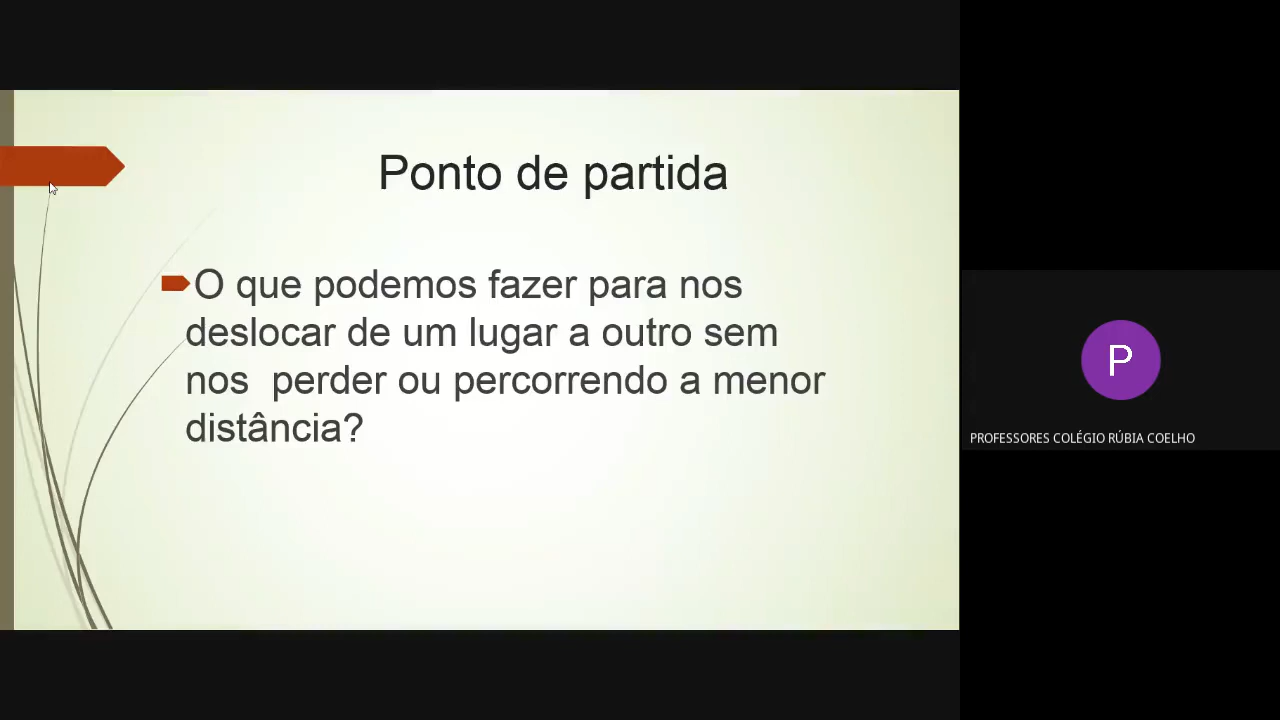 Ponto de partida
O que podemos fazer para nos
deslocar de um lugar a outro sem
nos  perder ou percorrendo a menor
distância?
P
PROFESSORES COLÉGIO RÚBIA COELHO